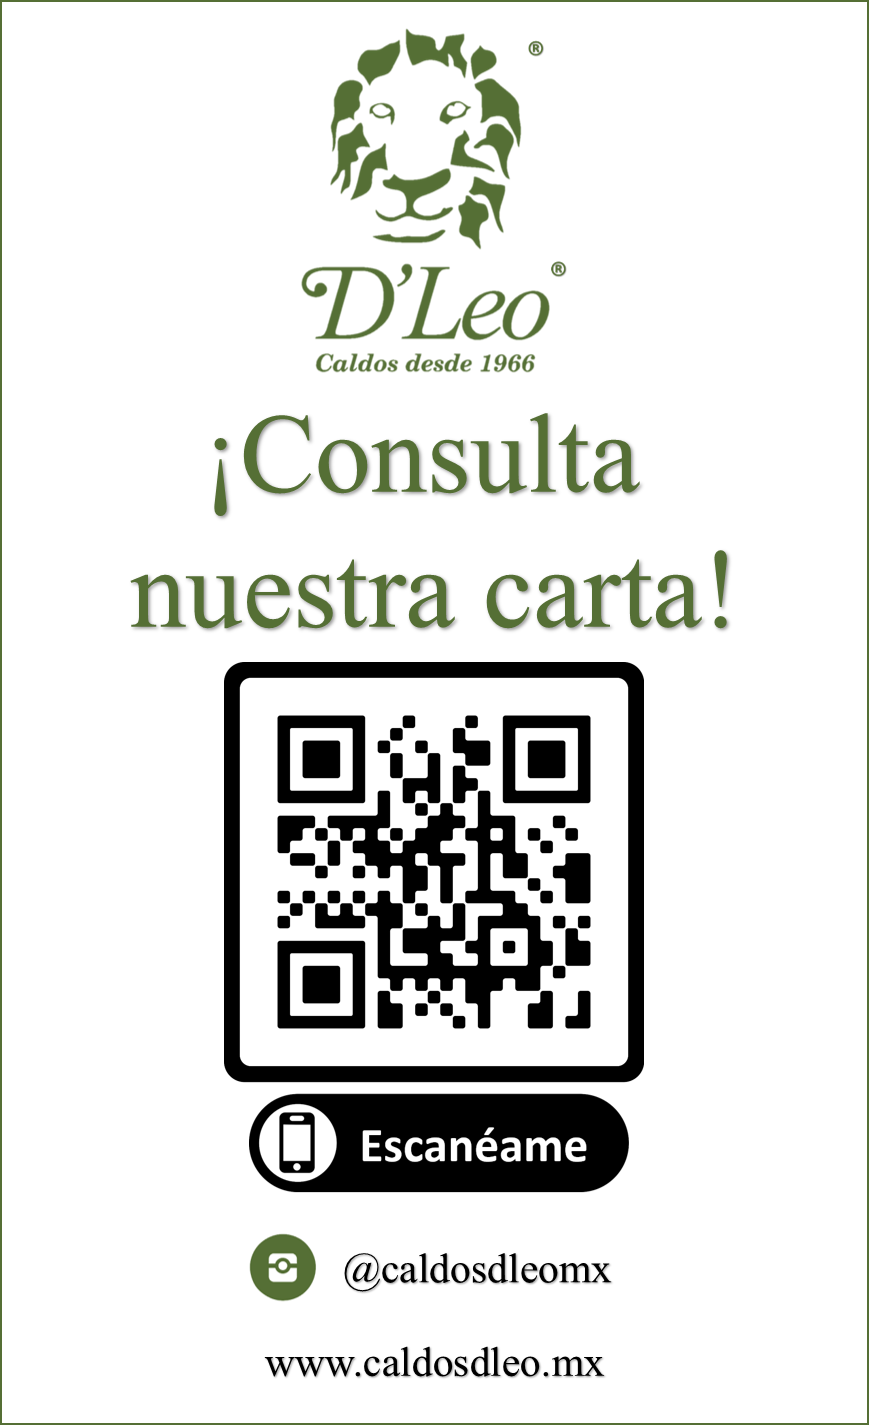 ®
D'Leo®
Caldos desde 1966
¡Consulta
nuestra carta!
Escanéame
@caldosdleomx
www.caldosdleo.mx